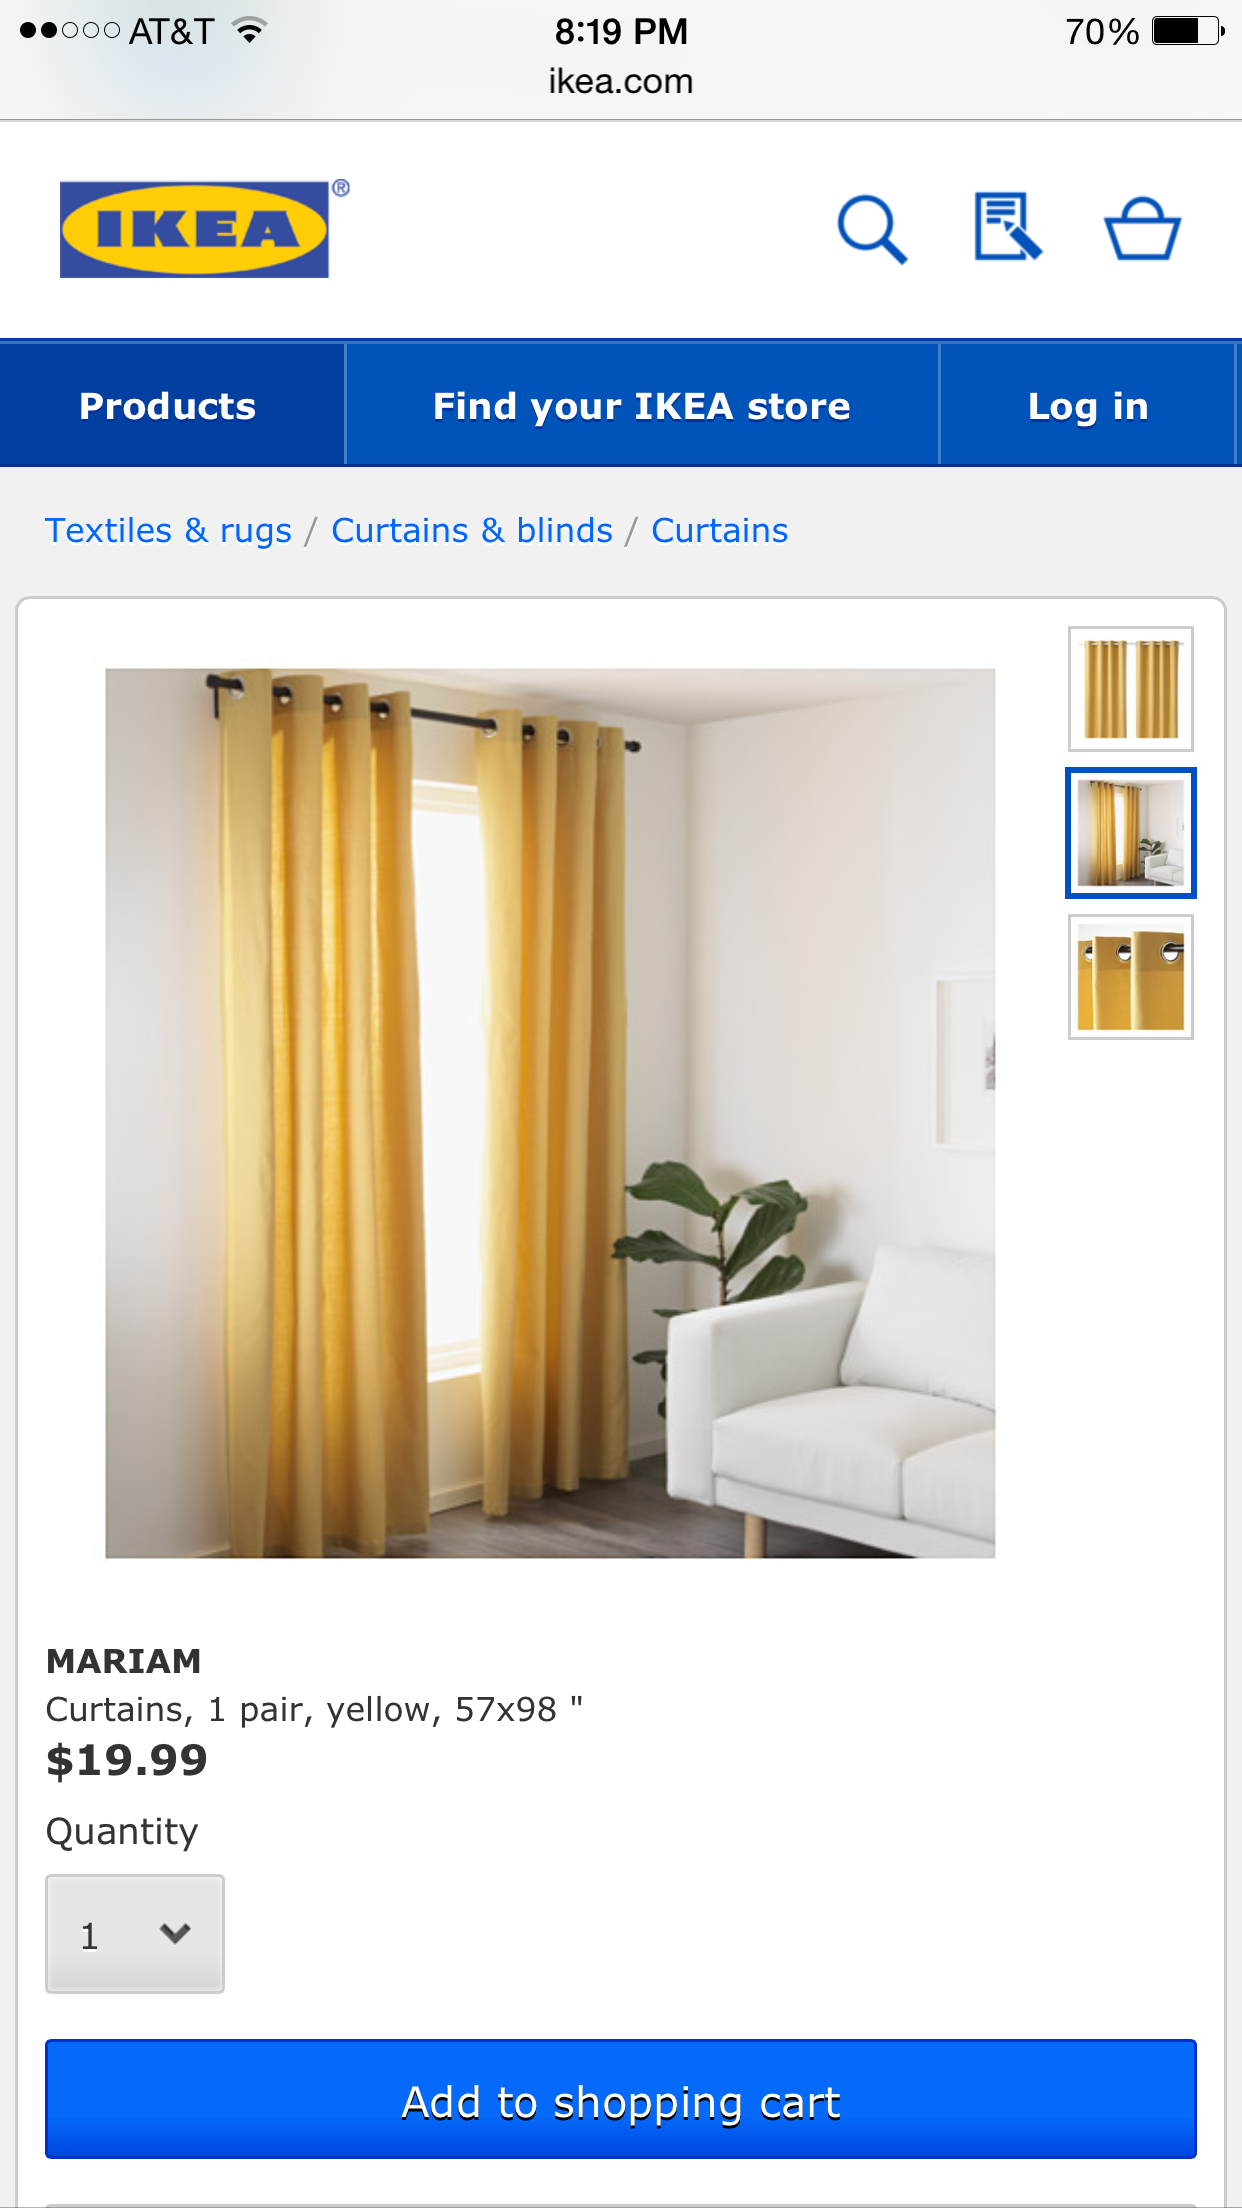 AT&T 8:19 PM 70%
ikea.com
IKEA ®
Products Find your IKEA store Log in
Textiles & rugs / Curtains & blinds / Curtains
MARIAM
Curtains, 1 pair, yellow, 57x98 "
$19.99
Quantity
1
Add to shopping cart